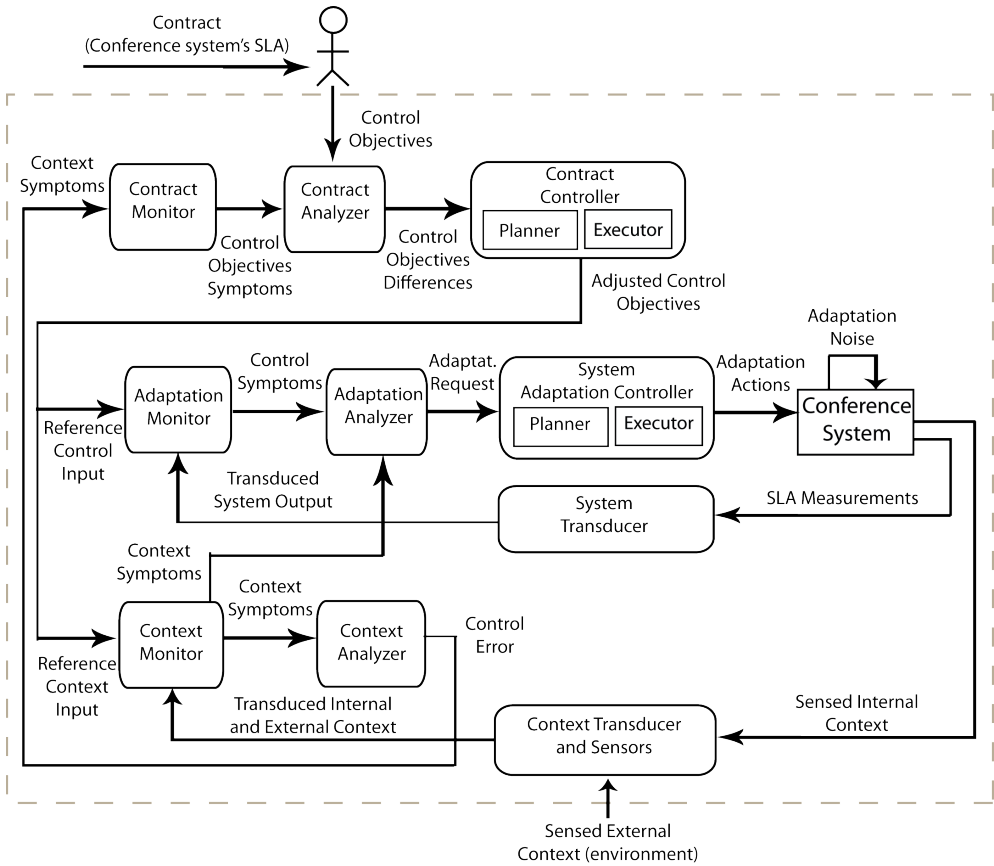 Contract
(Conference system's SLA)
Control
Objectives
Context
Symptoms
Contract
Monitor
Contract
Analyzer
Contract
Controller
Planner
Executor
Control
Objectives
Symptoms
Control
Objectives
Differences
Adjusted Control
Objectives
Adaptation
Noise
Control
Symptoms
Adaptat.
Request
System
Adaptation Controller
Planner
Executor
Adaptation
Actions
Conference
System
Adaptation
Monitor
Adaptation
Analyzer
Reference
Control
Input
Transduced
System Output
System
Transducer
SLA Measurements
Context
Symptoms
Context
Symptoms
Context
Monitor
Context
Analyzer
Control
Error
Reference
Context
Input
Transduced Internal
and External Context
Context Transducer
and Sensors
Sensed Internal
Context
Sensed External
Context (environment)